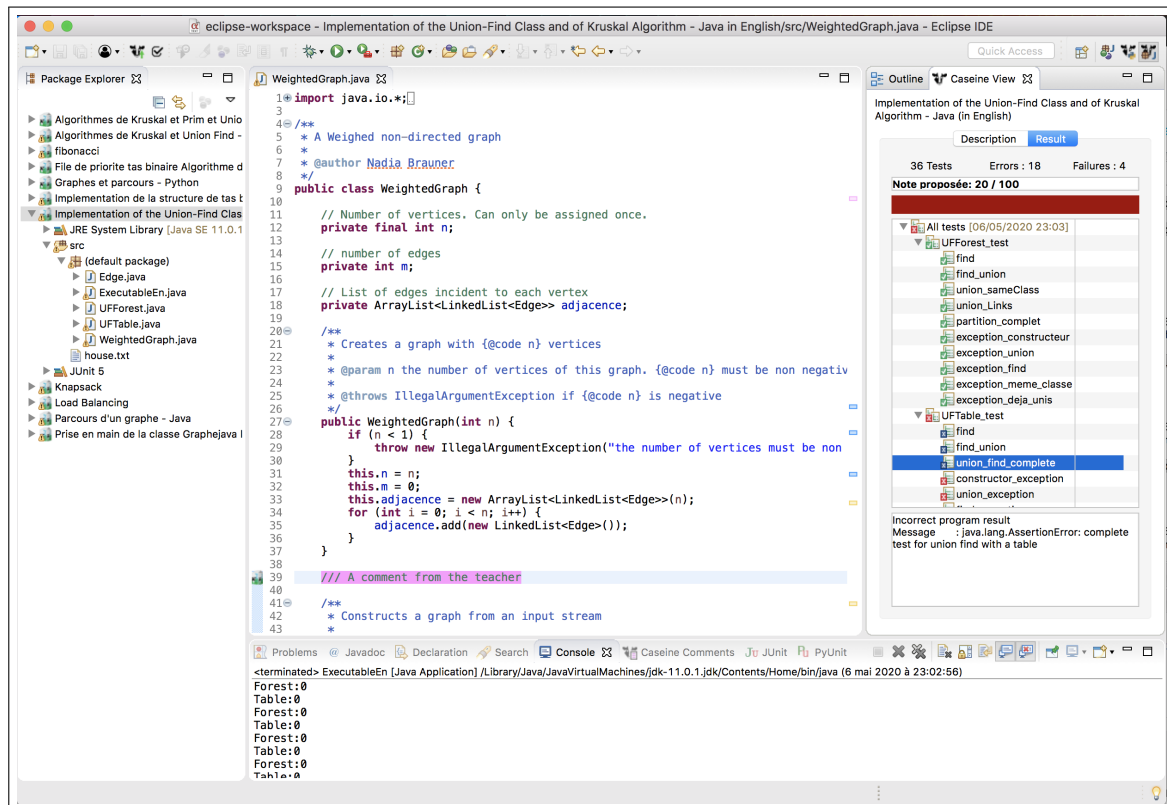 eclipse-workspace - Implementation of the Union-Find Class and of Kruskal Algorithm - Java in English/src/WeightedGraph.java - Eclipse IDE
Quick Access
Package Explorer
Algorithmes de Kruskal et Prim et Unio
Algorithmes de Kruskal et Union Find -
fibonacci
File de priorite tas binaire Algorithme d
Graphes et parcours - Python
Implementation de la structure de tas b
Implementation of the Union-Find Clas
JRE System Library [Java SE 11.0.1
src
(default package)
Edge.java
ExecutableEn.java
UFForest.java
UFTable.java
WeightedGraph.java
house.txt
JUnit 5
Knapsack
Load Balancing
Parcours d'un graphe - Java
Prise en main de la classe Graphejava l
WeightedGraph.java
1 import java.io.*;
3
4 /**
5 * A Weighed non-directed graph
6 *
7 * @author Nadia Brauner
8 */
9 public class WeightedGraph {
10
11 // Number of vertices. Can only be assigned once.
12 private final int n;
13
14 // number of edges
15 private int m;
16
17 // List of edges incident to each vertex
18 private ArrayList<LinkedList<Edge>> adjacence;
19
20 /**
21 * Creates a graph with {@code n} vertices
22 *
23 * @param n the number of vertices of this graph. {@code n} must be non negativ
24 *
25 * @throws IllegalArgumentException if {@code n} is negative
26 */
27 public WeightedGraph(int n) {
28 if (n < 1) {
29 throw new IllegalArgumentException("the number of vertices must be non
30 }
31 this.n = n;
32 this.m = 0;
33 this.adjacence = new ArrayList<LinkedList<Edge>>(n);
34 for (int i = 0; i < n; i++) {
35 adjacence.add(new LinkedList<Edge>());
36 }
37 }
38
39 /// A comment from the teacher
40
41 /**
42 * Constructs a graph from an input stream
43 *
Outline Caseine View
Implementation of the Union-Find Class and of Kruskal
Algorithm - Java (in English)
Description Result
36 Tests Errors : 18 Failures : 4
Note proposée: 20 / 100
All tests [06/05/2020 23:03]
UFForest_test
find
find_union
union_sameClass
union_Links
partition_complet
exception_constructeur
exception_union
exception_find
exception_meme_classe
exception_deja_unis
UFTable_test
find
find_union
union_find_complete
constructor_exception
union_exception
Incorrect program result
Message : java.lang.AssertionError: complete
test for union find with a table
Problems @ Javadoc Declaration Search Console Caseine Comments JU JUnit PU PyUnit
<terminated> ExecutableEn [Java Application] /Library/Java/JavaVirtualMachines/jdk-11.0.1.jdk/Contents/Home/bin/java (6 mai 2020 à 23:02:56)
Forest:0
Table:0
Forest:0
Table:0
Forest:0
Table:0
Forest:0
Table:0